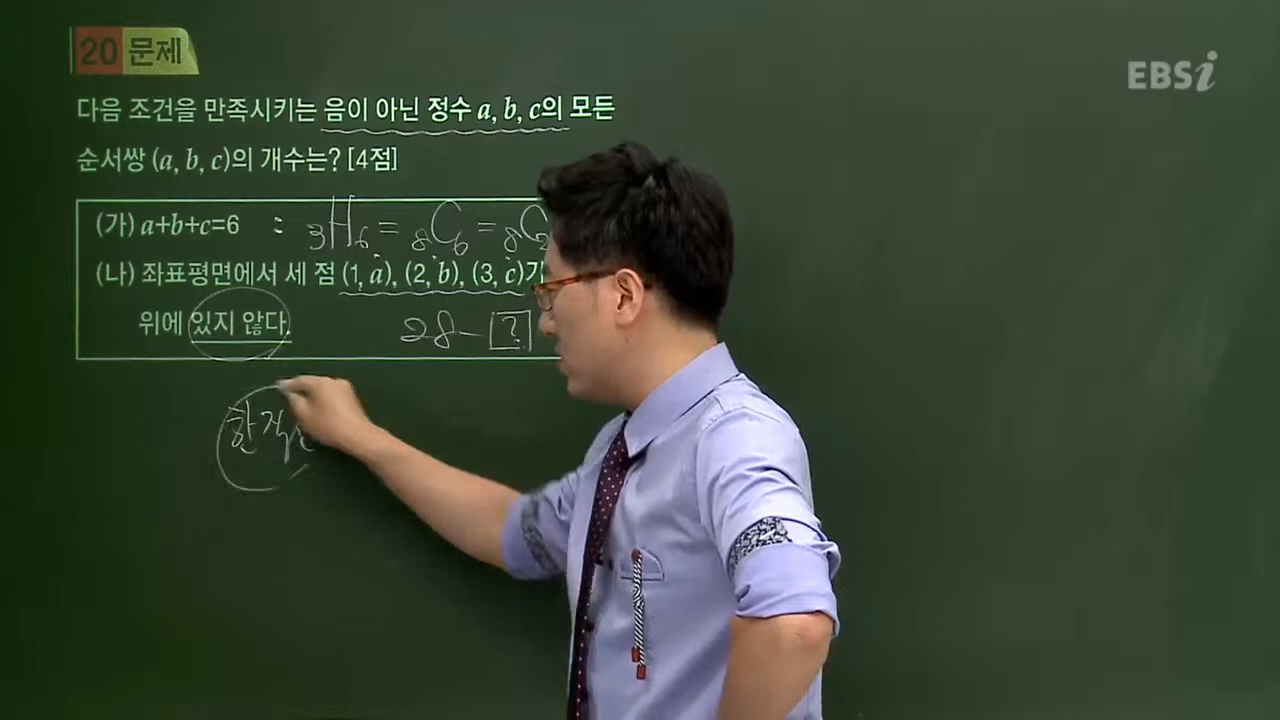 20 문제
EBSi
다음 조건을 만족시키는 음이 아닌 정수 a, b, c의 모든
순서쌍 (a, b, c)의 개수는? [4점]
(가) a+b+c=6 : ₃H₆ = ₈C₆ = ₈C₂
(나) 좌표평면에서 세 점 (1, a), (2, b), (3, c)가
위에 있지 않다.
28- ?
한 직선